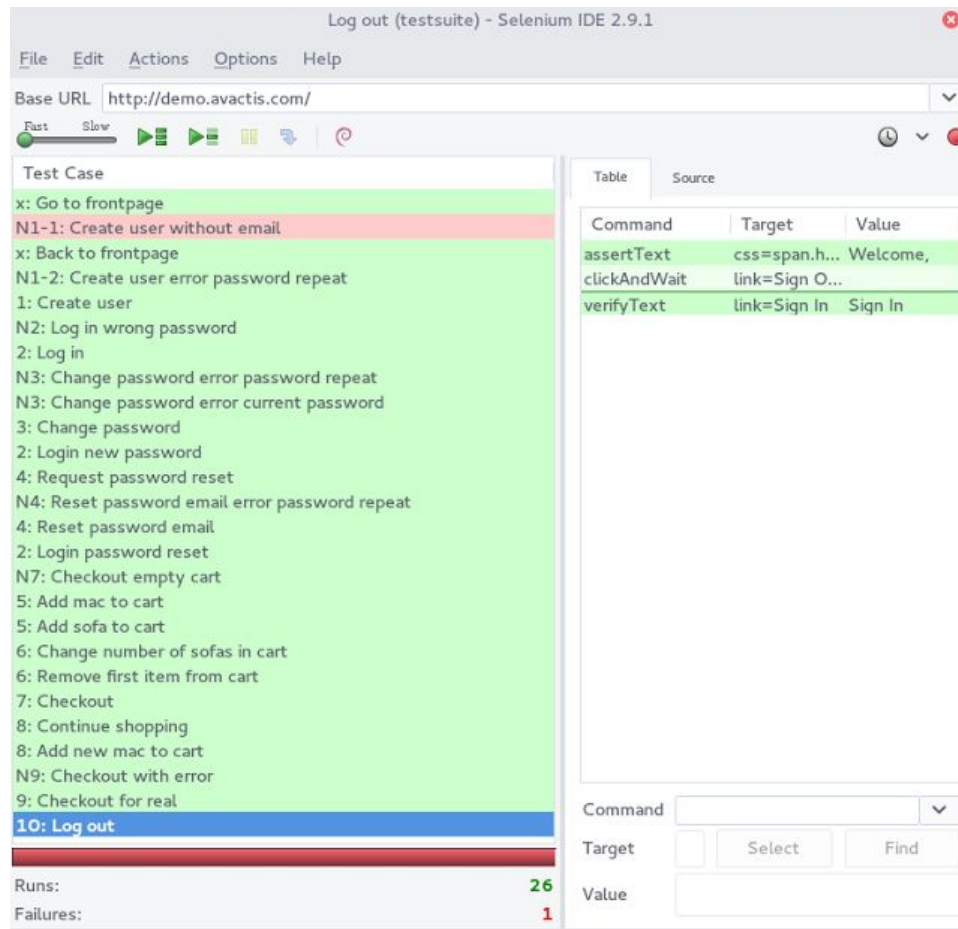 Log out (testsuite) - Selenium IDE 2.9.1
File Edit Actions Options Help
Base URL http://demo.avactis.com/
Fast Slow
Test Case
x: Go to frontpage
N1-1: Create user without email
x: Back to frontpage
N1-2: Create user error password repeat
1: Create user
N2: Log in wrong password
2: Log in
N3: Change password error password repeat
N3: Change password error current password
3: Change password
2: Login new password
4: Request password reset
N4: Reset password email error password repeat
4: Reset password email
2: Login password reset
N7: Checkout empty cart
5: Add mac to cart
5: Add sofa to cart
6: Change number of sofas in cart
6: Remove first item from cart
7: Checkout
8: Continue shopping
8: Add new mac to cart
N9: Checkout with error
9: Checkout for real
10: Log out
Runs: 26
Failures: 1
Table Source
Command Target Value
assertText css=span.h... Welcome,
clickAndWait link=Sign O...
verifyText link=Sign In Sign In
Command
Target Select Find
Value